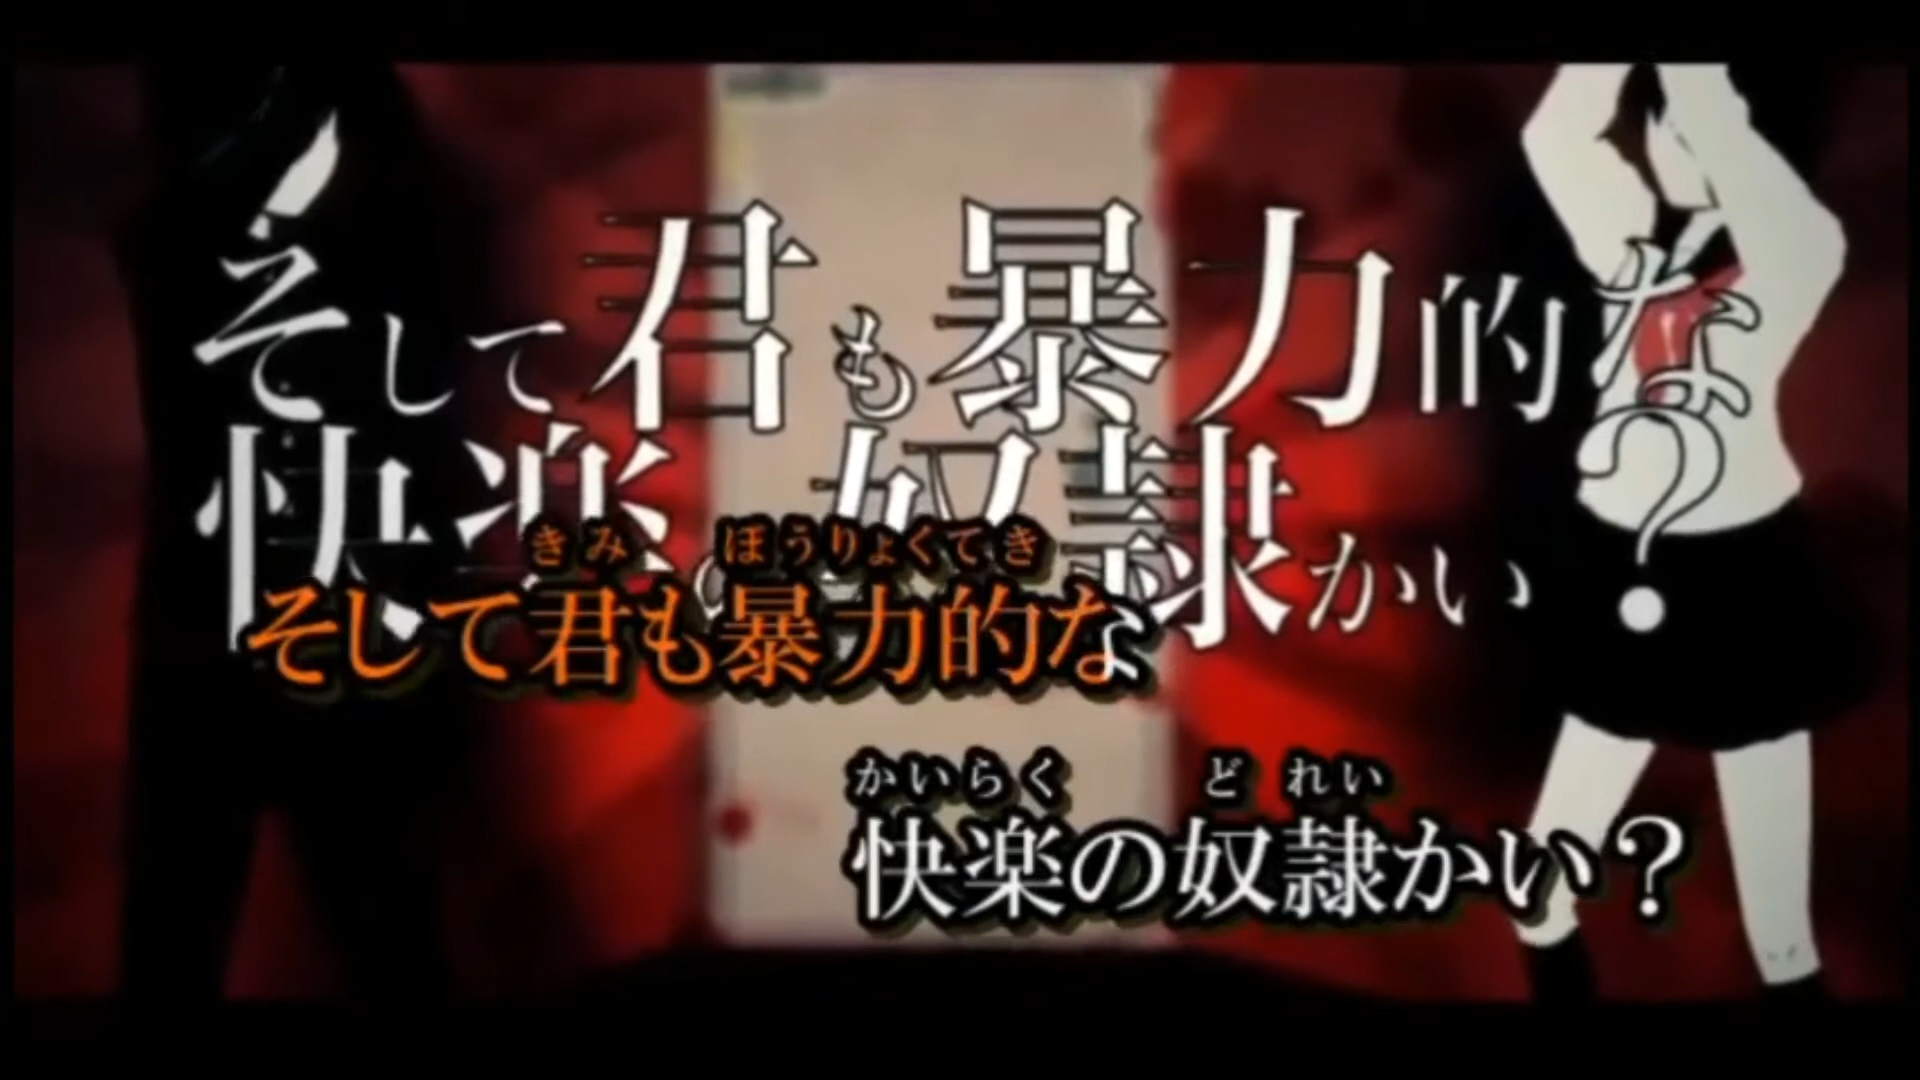 そして君も暴力的な?
快楽の奴隷かい
きみ ぼうりょくてき
そして君も暴力的な
かいらく どれい
快楽の奴隷かい?